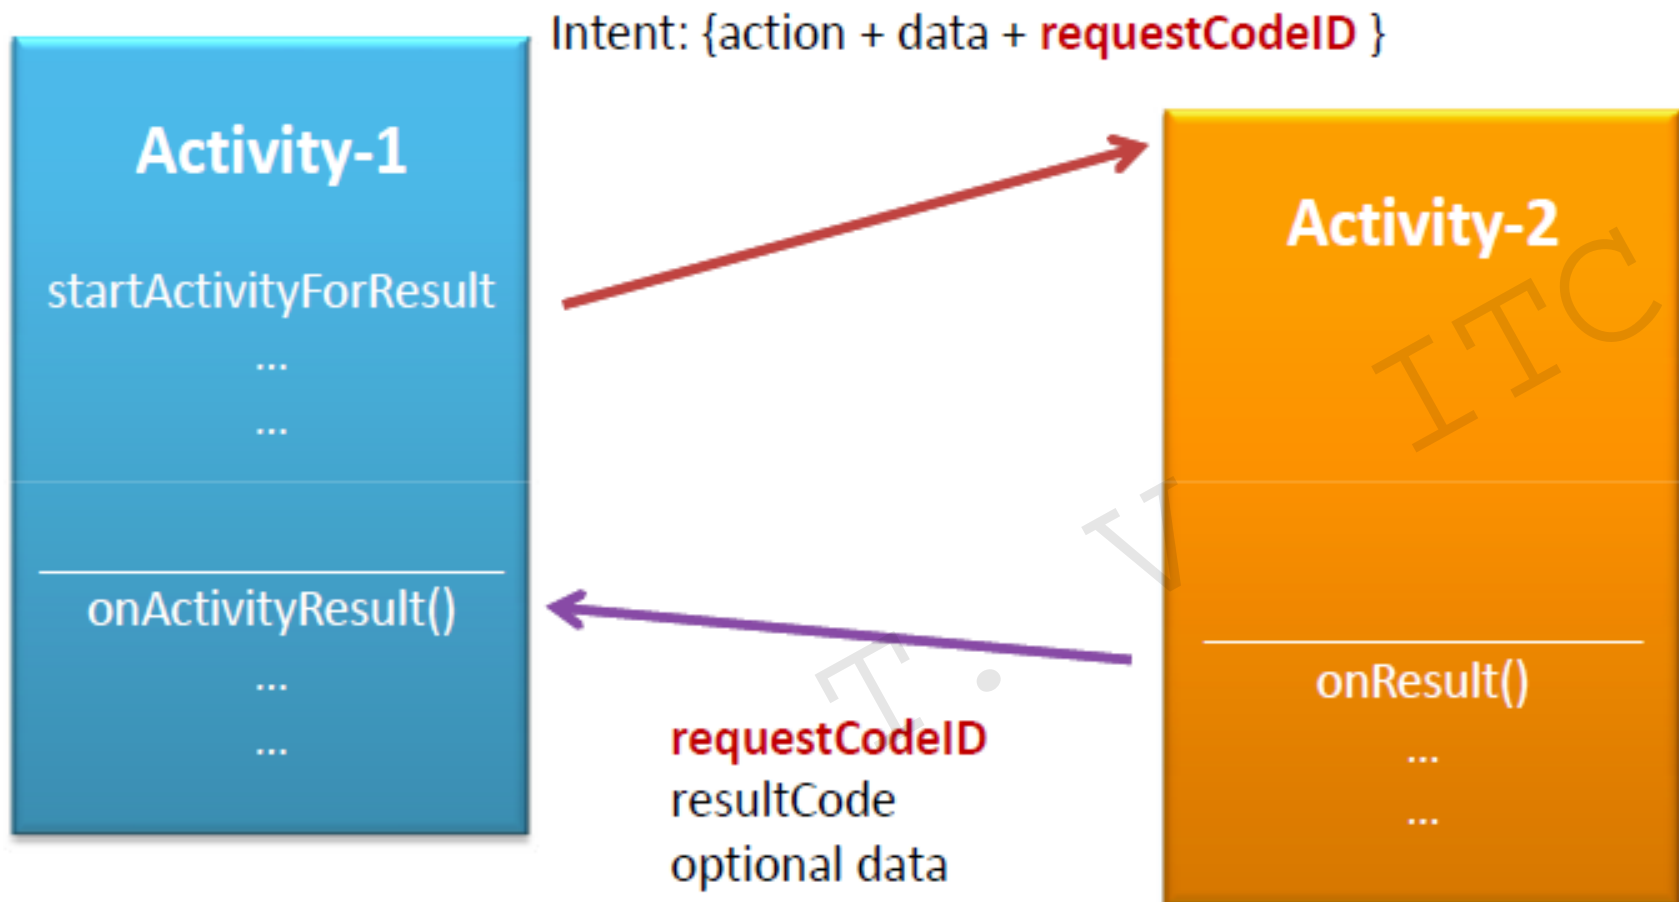 Intent: {action + data + requestCodeID }
Activity-1
startActivityForResult
...
...
onActivityResult()
...
...
Activity-2
onResult()
...
...
requestCodeID
resultCode
optional data
T. V ITC